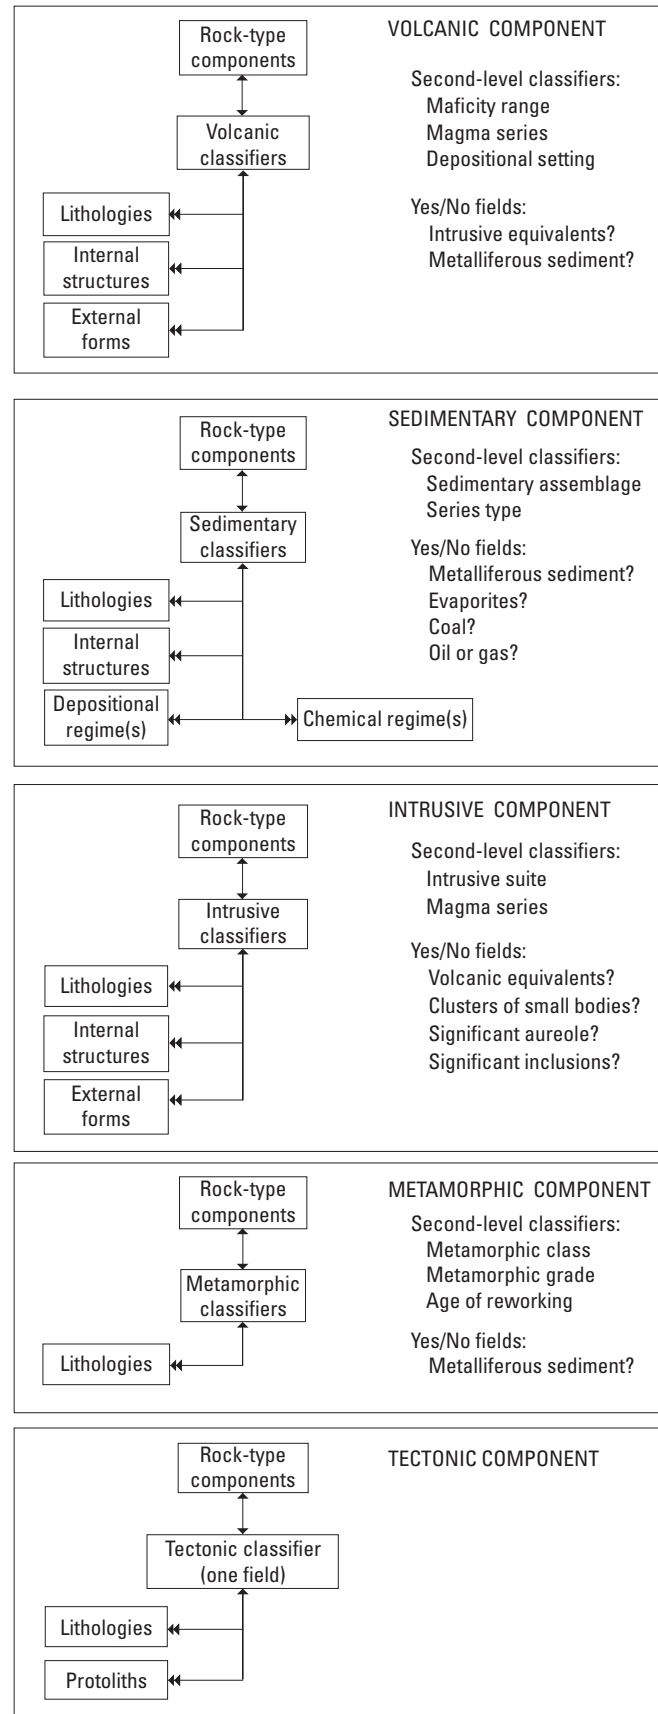 VOLCANIC COMPONENT
Rock-type
components
Second-level classifiers:
Maficity range
Magma series
Depositional setting
Volcanic
classifiers
Yes/No fields:
Intrusive equivalents?
Metalliferous sediment?
Lithologies
Internal
structures
External
forms
SEDIMENTARY COMPONENT
Rock-type
components
Second-level classifiers:
Sedimentary assemblage
Series type
Sedimentary
classifiers
Yes/No fields:
Metalliferous sediment?
Evaporites?
Coal?
Oil or gas?
Lithologies
Internal
structures
Depositional
regime(s)
Chemical regime(s)
INTRUSIVE COMPONENT
Rock-type
components
Second-level classifiers:
Intrusive suite
Magma series
Intrusive
classifiers
Yes/No fields:
Volcanic equivalents?
Clusters of small bodies?
Significant aureole?
Significant inclusions?
Lithologies
Internal
structures
External
forms
METAMORPHIC COMPONENT
Rock-type
components
Second-level classifiers:
Metamorphic class
Metamorphic grade
Age of reworking
Metamorphic
classifiers
Yes/No fields:
Metalliferous sediment?
Lithologies
TECTONIC COMPONENT
Rock-type
components
Tectonic classifier
(one field)
Lithologies
Protoliths